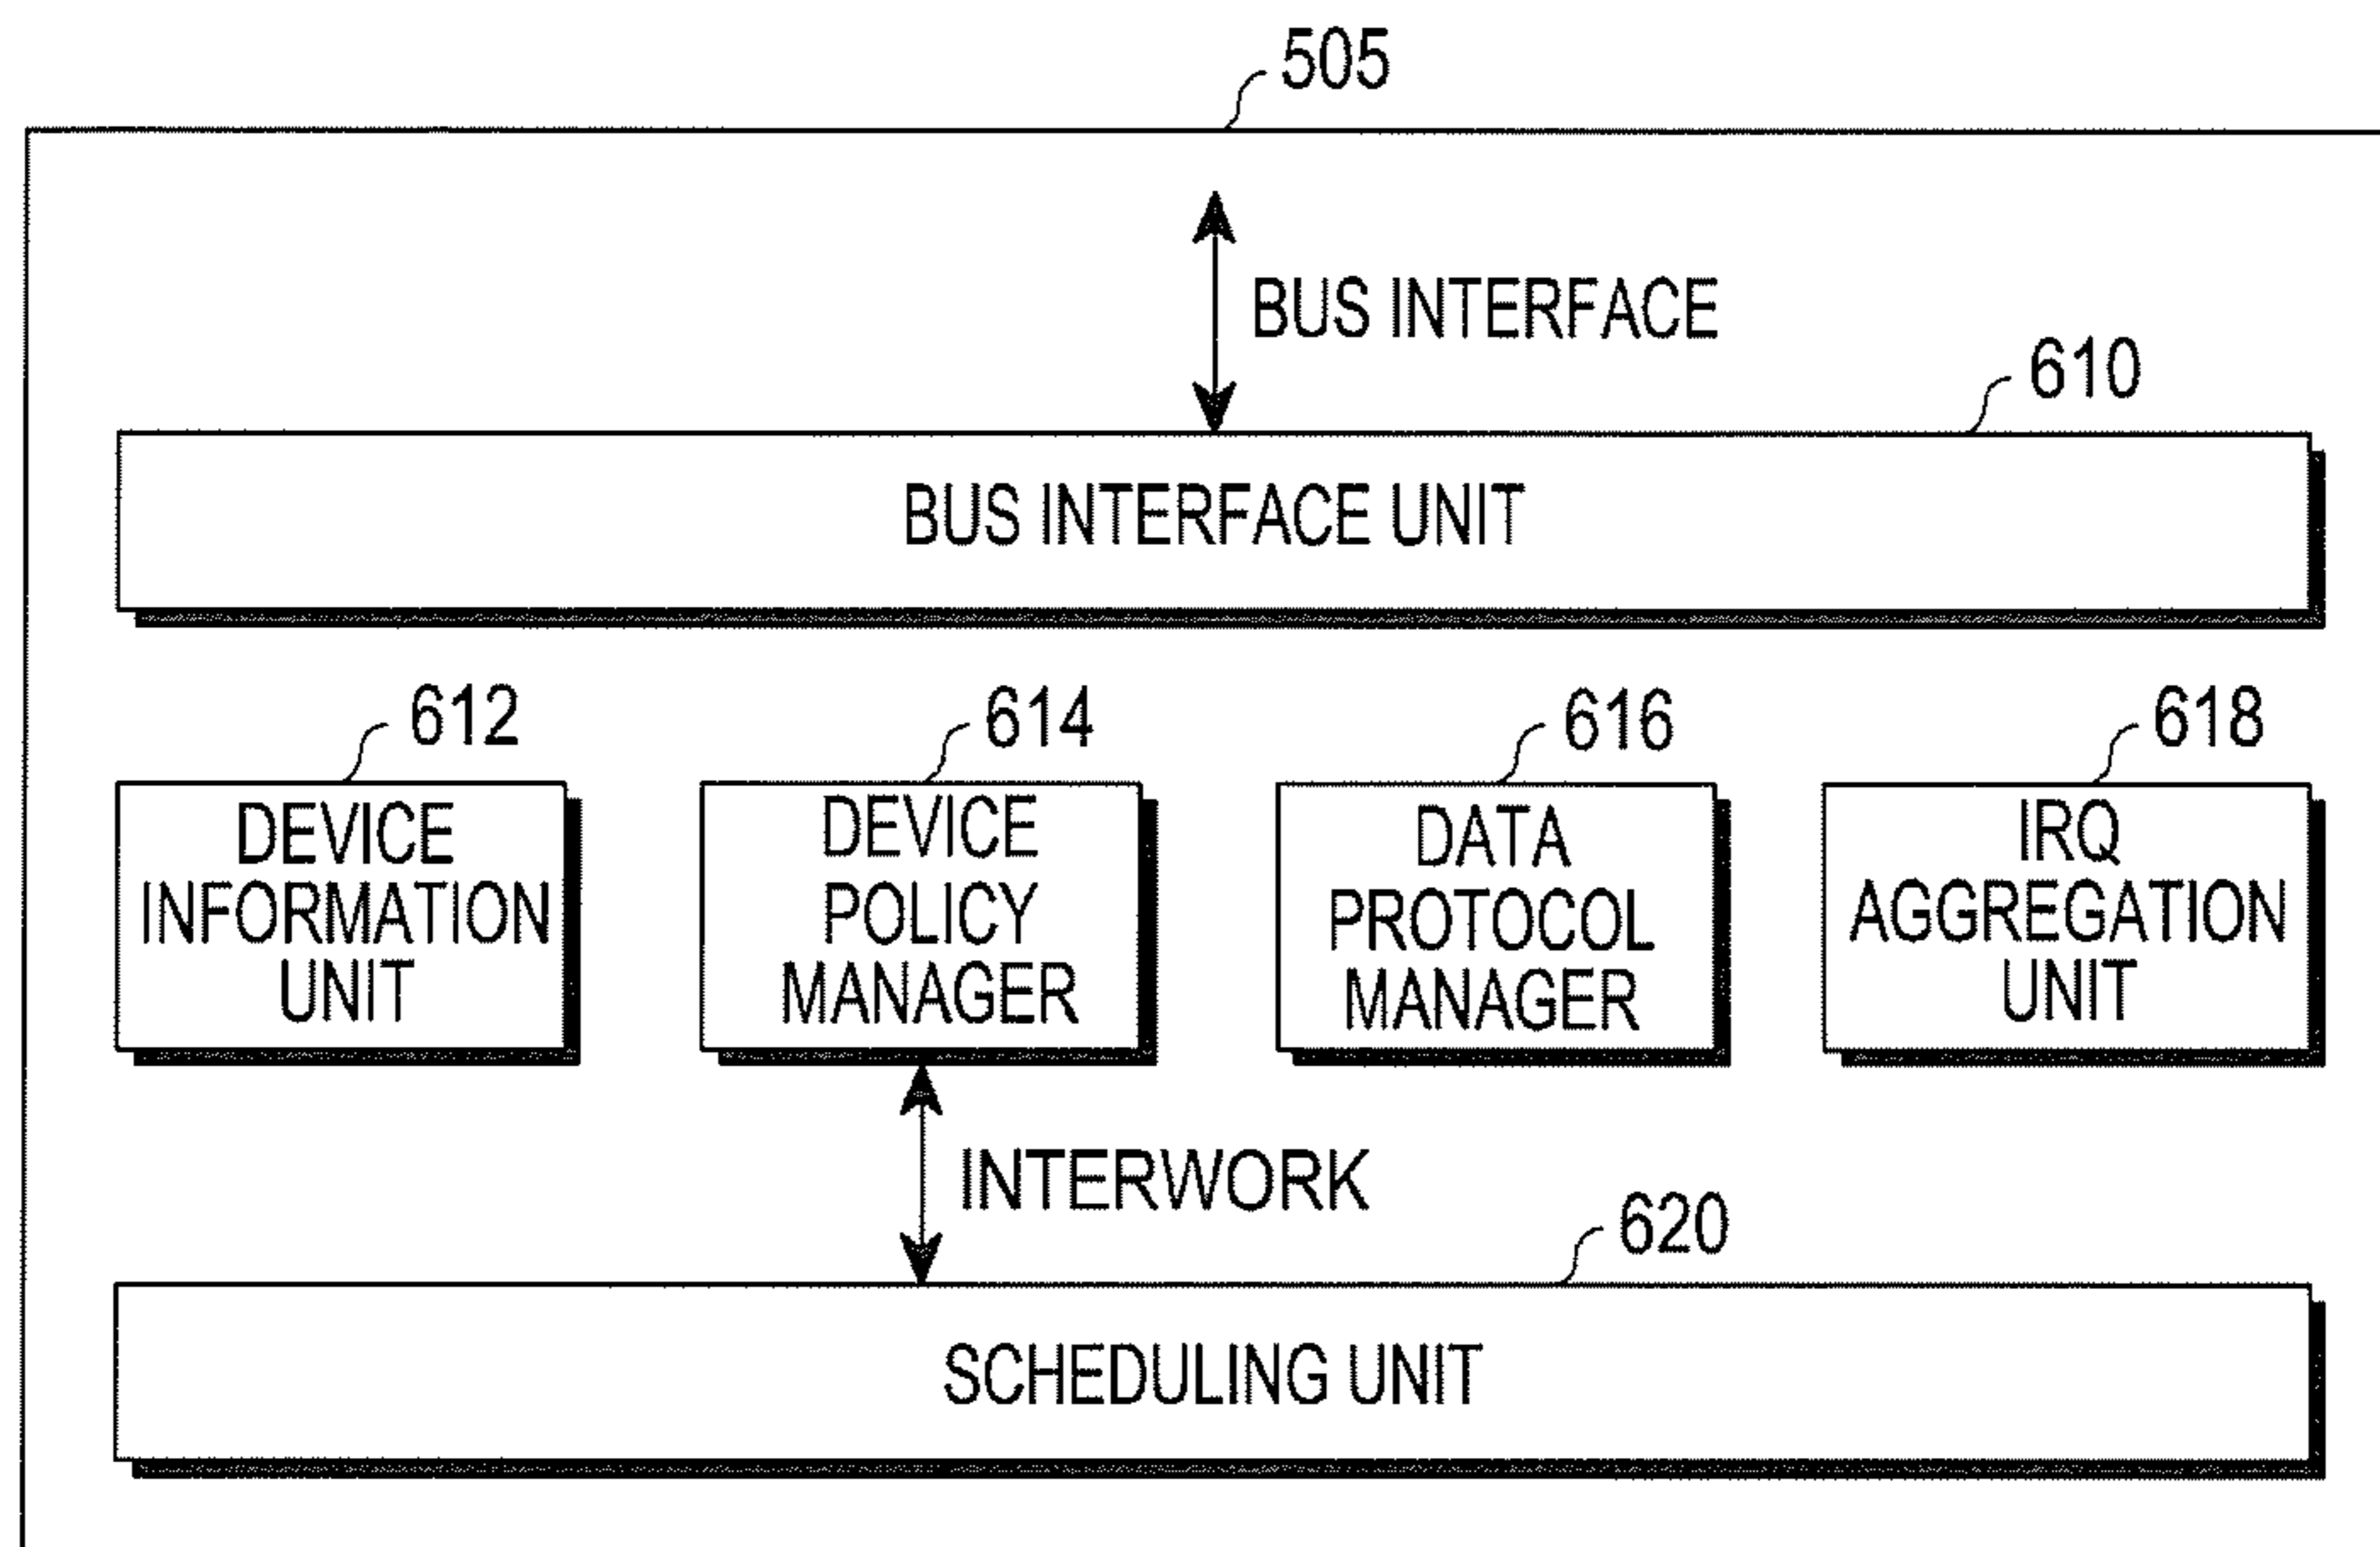 505
BUS INTERFACE
610
BUS INTERFACE UNIT
612
614
616
618
DEVICE
INFORMATION
UNIT
DEVICE
POLICY
MANAGER
DATA
PROTOCOL
MANAGER
IRQ
AGGREGATION
UNIT
INTERWORK
620
SCHEDULING UNIT